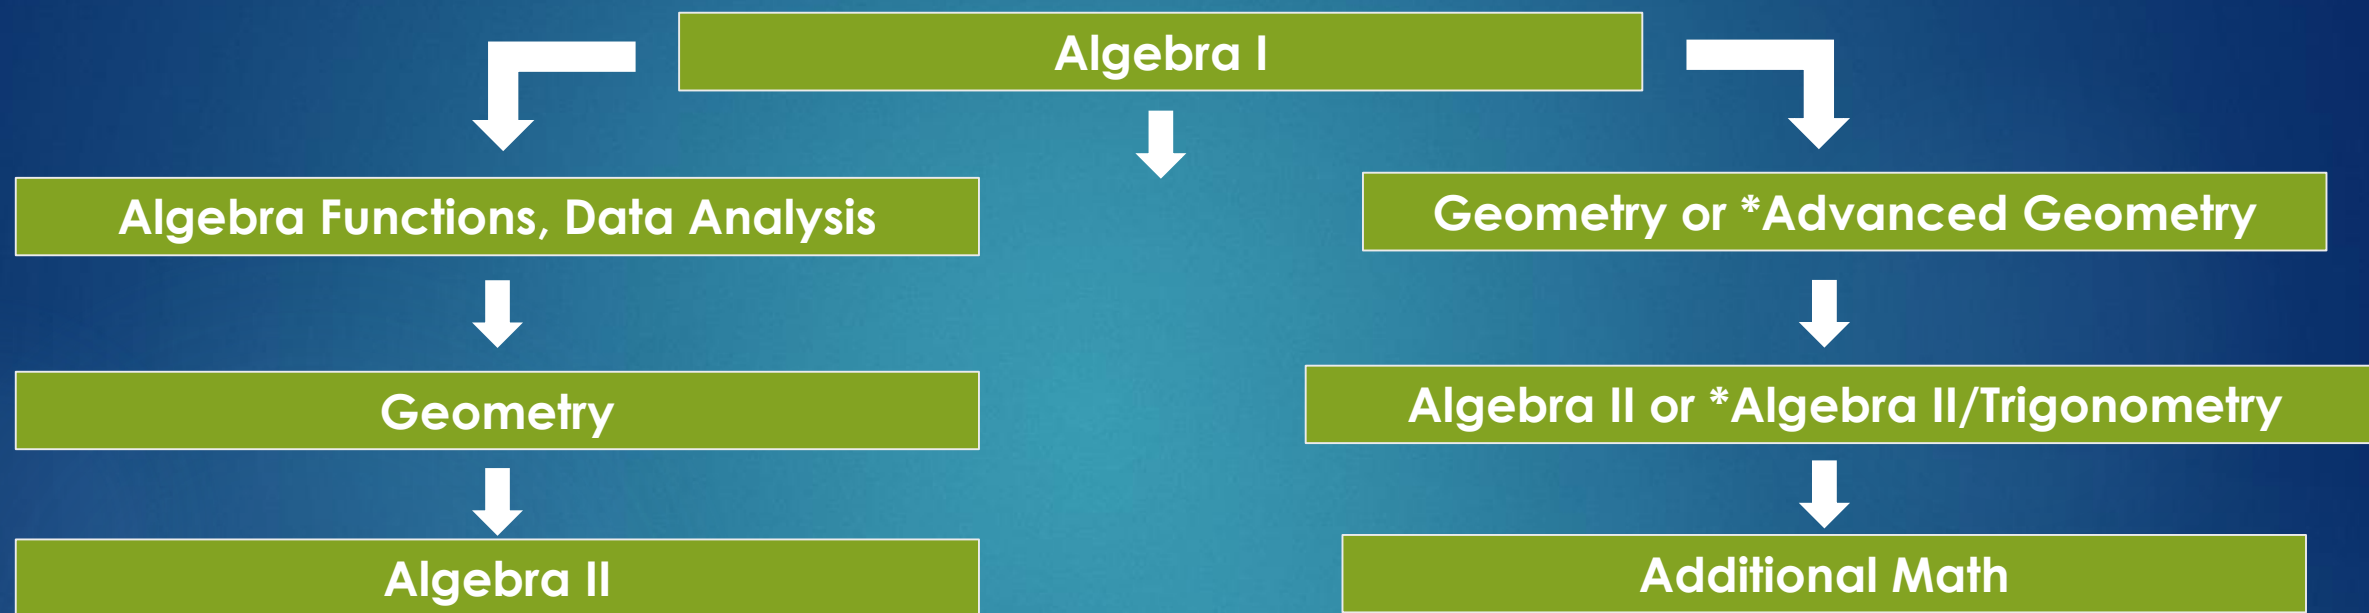 Algebra I
Algebra Functions, Data Analysis
Geometry or *Advanced Geometry
Geometry
Algebra II or *Algebra II/Trigonometry
Algebra II
Additional Math